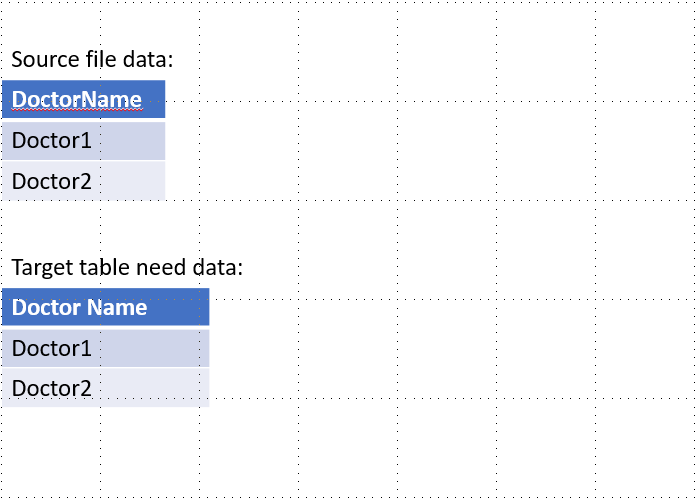 Source file data:
DoctorName
Doctor1
Doctor2
Target table need data:
Doctor Name
Doctor1
Doctor2